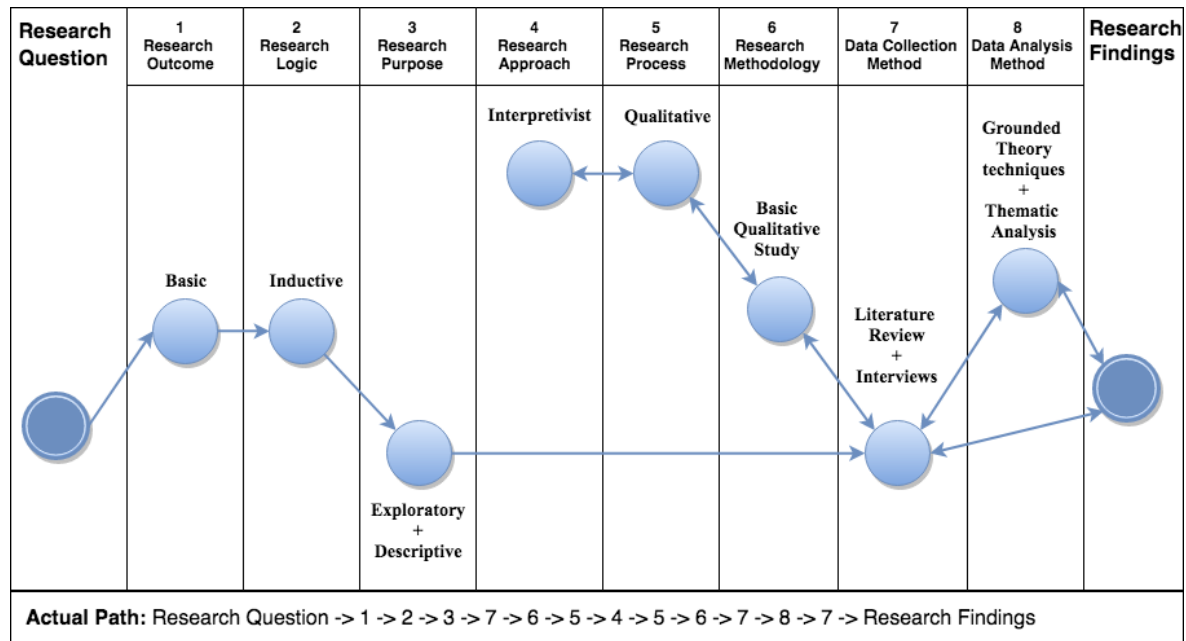 Research
Question
1
Research
Outcome
2
Research
Logic
3
Research
Purpose
4
Research
Approach
5
Research
Process
6
Research
Methodology
7
Data Collection
Method
8
Data Analysis
Method
Research
Findings
Basic
Inductive
Exploratory
+
Descriptive
Interpretivist
Qualitative
Basic
Qualitative
Study
Literature
Review
+
Interviews
Grounded
Theory
techniques
+
Thematic
Analysis
Actual Path: Research Question -> 1 -> 2 -> 3 -> 7 -> 6 -> 5 -> 4 -> 5 -> 6 -> 7 -> 8 -> 7 -> Research Findings